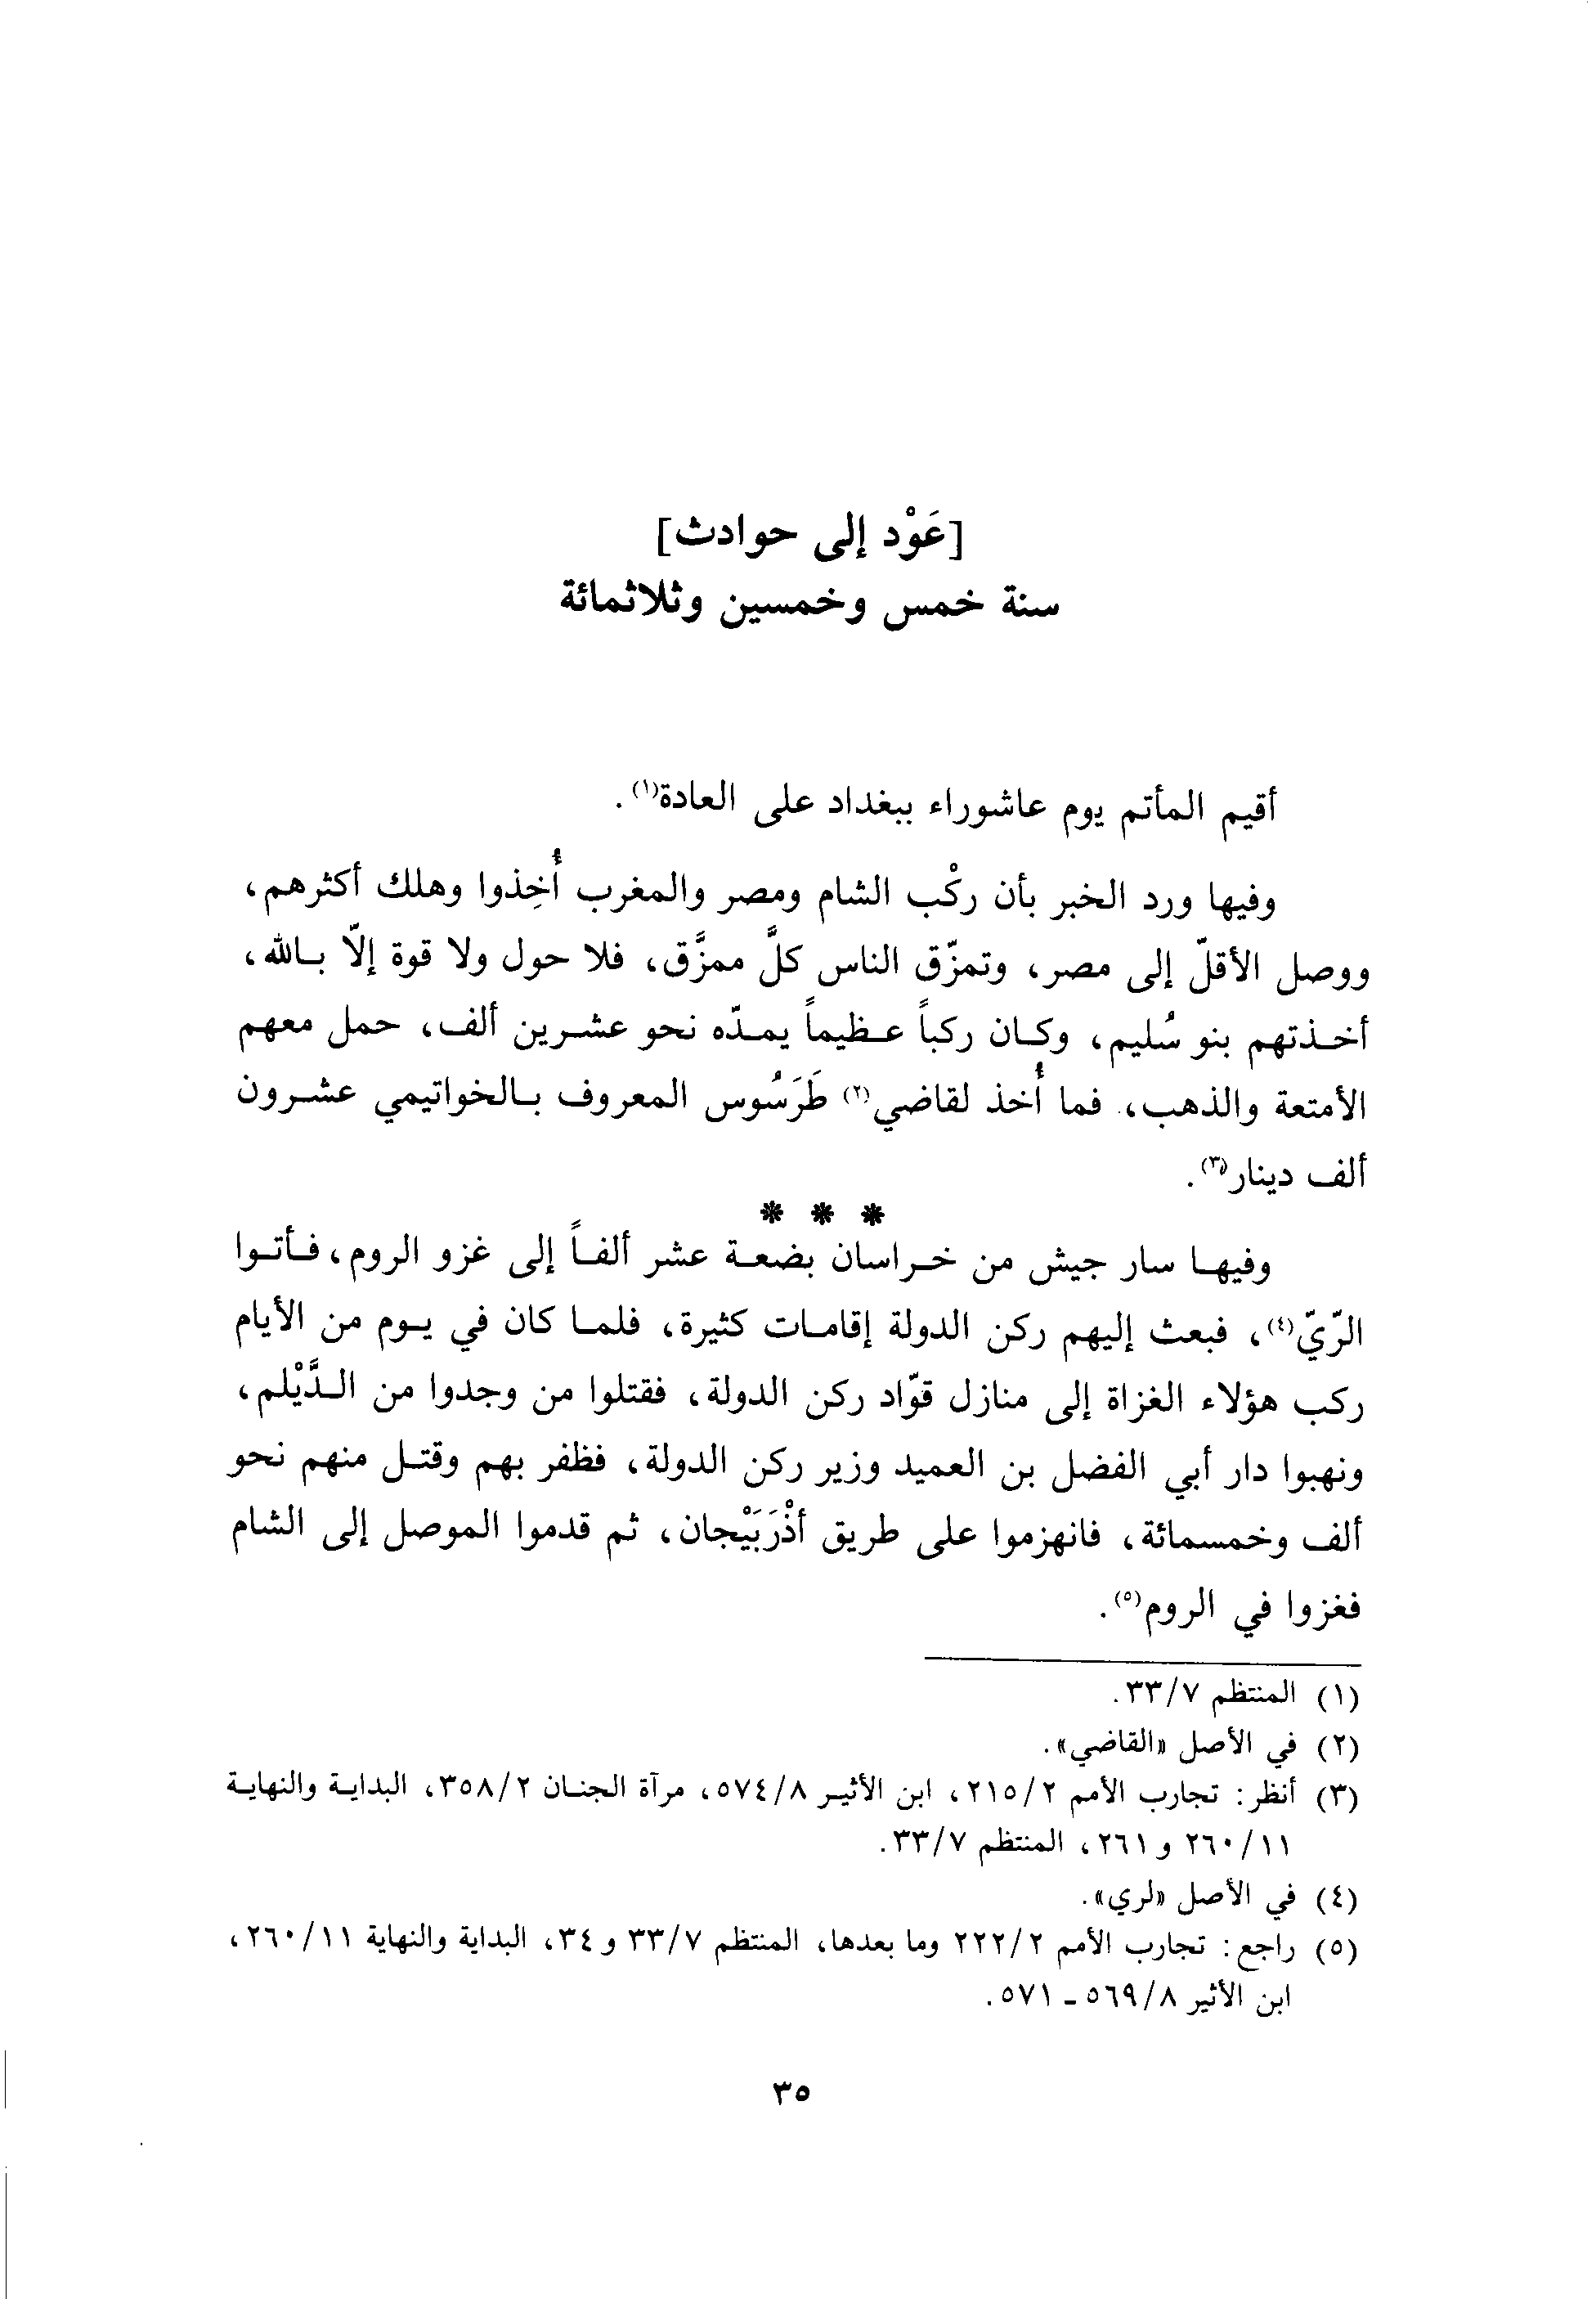 [عَوْد إلى حوادث]
سنة خمس وخمسين وثلاثمائة
أقيم المأتم يوم عاشوراء ببغداد على العادة(١).
وفيها ورد الخبر بأن ركْب الشام ومصر والمغرب أُخِذوا وهلك أكثرهم،
ووصل الأقلّ إلى مصر، وتمزّق الناس كلَّ ممزَّق، فلا حول ولا قوة إلاّ بالله،
أخذتهم بنو سُليم، وكان ركباً عظيماً يمدّه نحو عشرين ألف، حمل معهم
الأمتعة والذهب، فما أُخذ لقاضي(٢) طَرَسُوس المعروف بالخواتيمي عشرون
ألف دينار(٣).
* * *
وفيها سار جيش من خراسان بضعة عشر ألفاً إلى غزو الروم، فأتوا
الرّيّ(٤)، فبعث إليهم ركن الدولة إقامات كثيرة، فلما كان في يوم من الأيام
ركب هؤلاء الغزاة إلى منازل قوّاد ركن الدولة، فقتلوا من وجدوا من الدَّيْلم،
ونهبوا دار أبي الفضل بن العميد وزير ركن الدولة، فظفر بهم وقتل منهم نحو
ألف وخمسمائة، فانهزموا على طريق أذْرَبَيْجان، ثم قدموا الموصل إلى الشام
فغزوا في الروم(٥).
(١) المنتظم ٣٣/٧.
(٢) في الأصل «القاضي».
(٣) أنظر: تجارب الأمم ٢١٥/٢، ابن الأثير ٥٧٤/٨، مرآة الجنان ٣٥٨/٢، البداية والنهاية
٢٦٠/١١ و ٢٦١، المنتظم ٣٣/٧.
(٤) في الأصل «لري».
(٥) راجع: تجارب الأمم ٢٢٢/٢ وما بعدها، المنتظم ٣٣/٧ و ٣٤، البداية والنهاية ٢٦٠/١١،
ابن الأثير ٥٦٩/٨ ـ ٥٧١.
٣٥